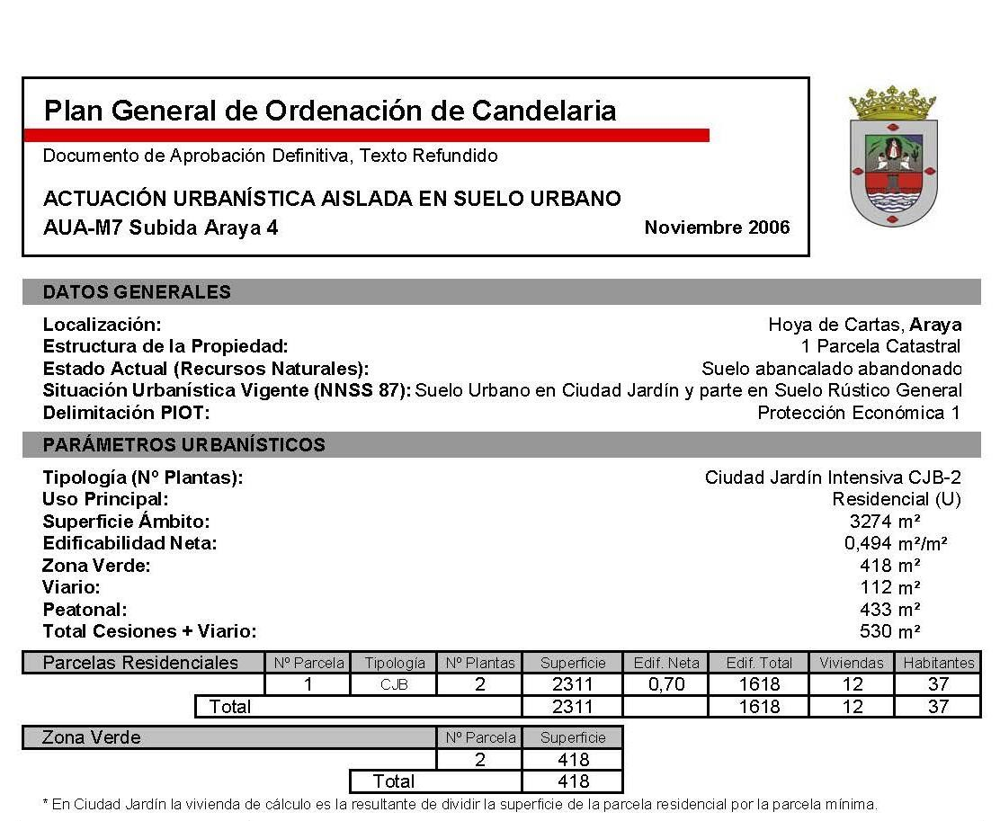 Plan General de Ordenación de Candelaria
Documento de Aprobación Definitiva, Texto Refundido
ACTUACIÓN URBANÍSTICA AISLADA EN SUELO URBANO
AUA-M7 Subida Araya 4 Noviembre 2006
DATOS GENERALES
Localización: Hoya de Cartas, Araya
Estructura de la Propiedad: 1 Parcela Catastral
Estado Actual (Recursos Naturales): Suelo abancalado abandonado
Situación Urbanística Vigente (NNSS 87): Suelo Urbano en Ciudad Jardín y parte en Suelo Rústico General
Delimitación PIOT: Protección Económica 1
PARÁMETROS URBANÍSTICOS
Tipología (Nº Plantas): Ciudad Jardín Intensiva CJB-2
Uso Principal: Residencial (U)
Superficie Ámbito: 3274 m²
Edificabilidad Neta: 0,494 m²/m²
Zona Verde: 418 m²
Viario: 112 m²
Peatonal: 433 m²
Total Cesiones + Viario: 530 m²
Parcelas Residenciales Nº Parcela Tipología Nº Plantas Superficie Edif. Neta Edif. Total Viviendas Habitantes
1 CJB 2 2311 0,70 1618 12 37
Total 2311 1618 12 37
Zona Verde Nº Parcela Superficie
2 418
Total 418
* En Ciudad Jardín la vivienda de cálculo es la resultante de dividir la superficie de la parcela residencial por la parcela mínima.